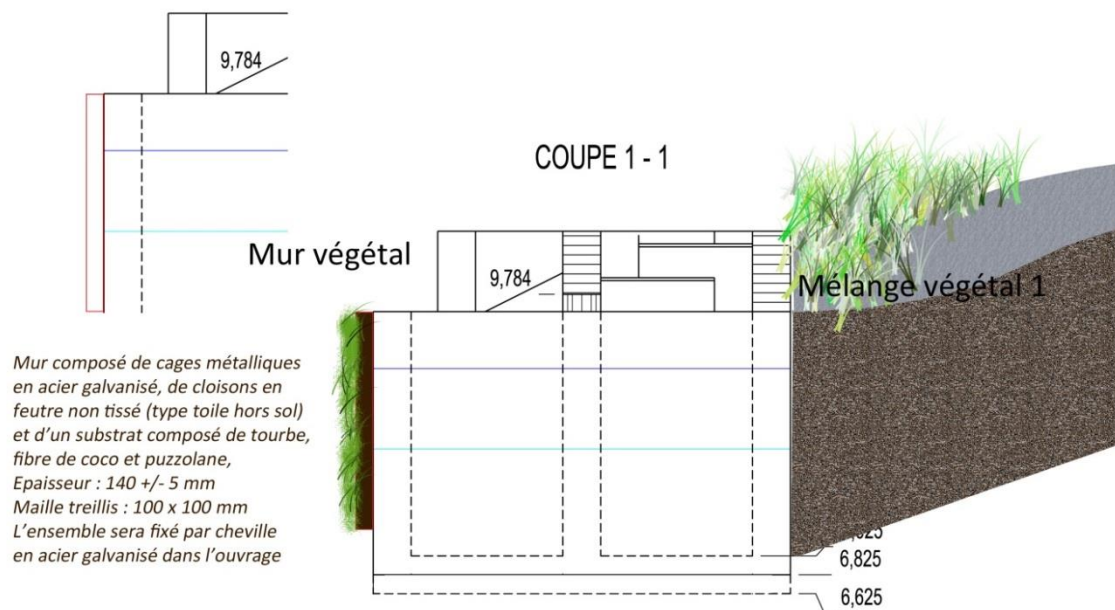 9,784
COUPE 1 - 1
Mur végétal
9,784
Mélange végétal 1
Mur composé de cages métalliques
en acier galvanisé, de cloisons en
feutre non tissé (type toile hors sol)
et d'un substrat composé de tourbe,
fibre de coco et puzzolane,
Epaisseur : 140 +/- 5 mm
Maille treillis : 100 x 100 mm
L'ensemble sera fixé par cheville
en acier galvanisé dans l'ouvrage
6,825
6,625